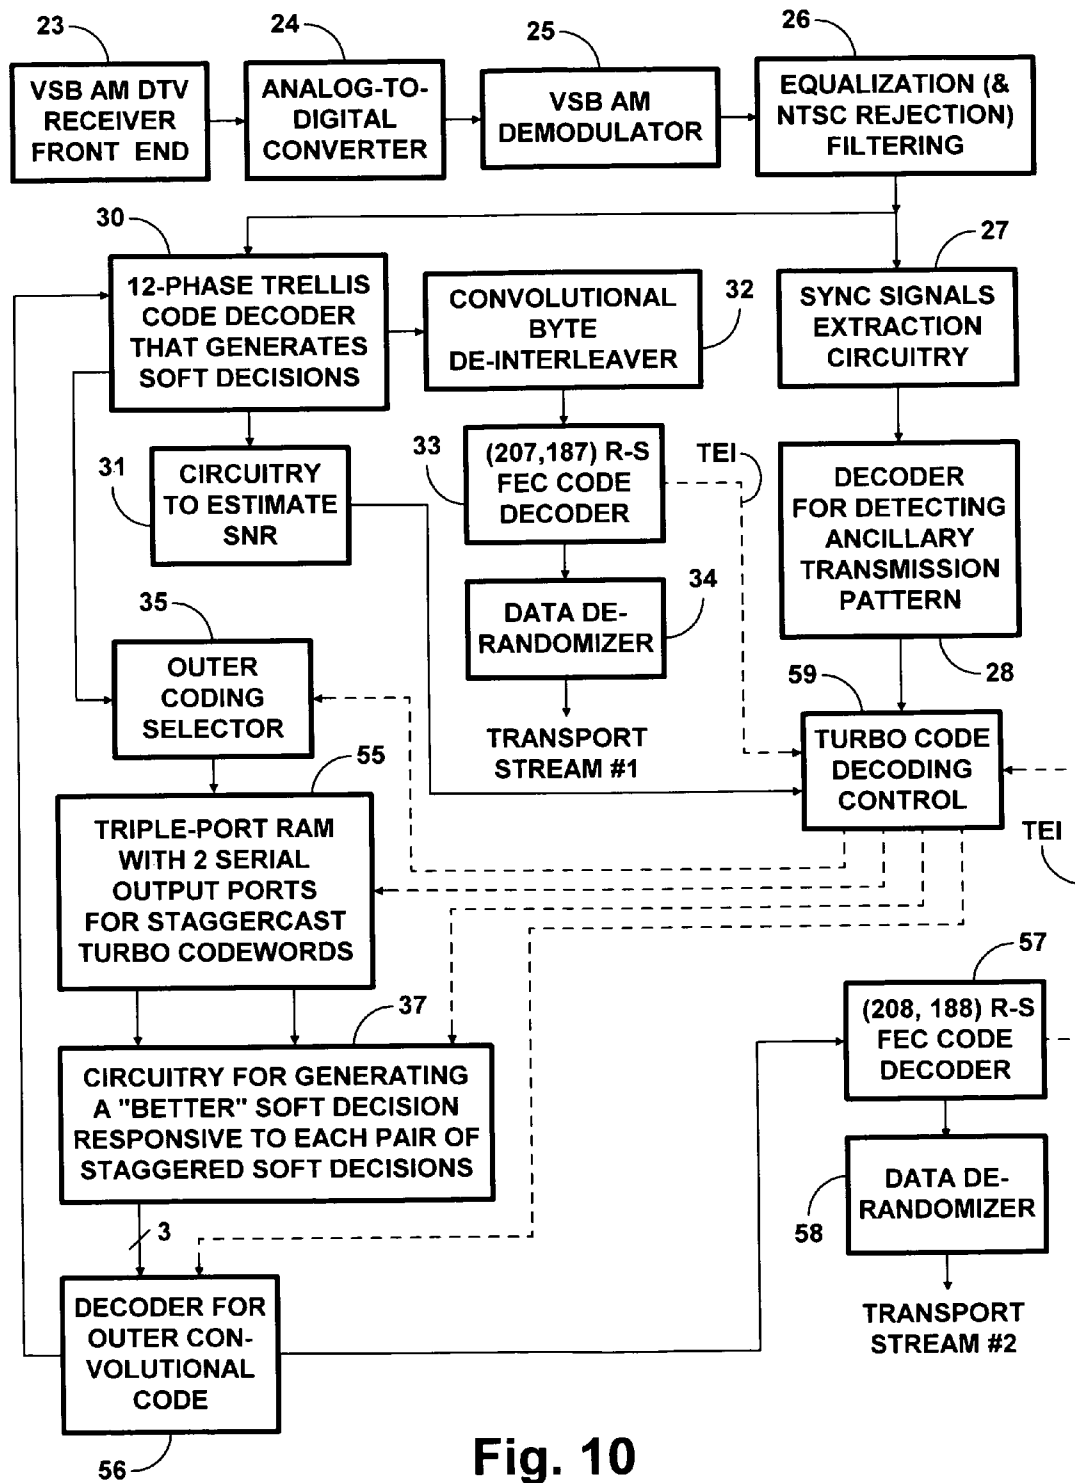 23
VSB AM DTV
RECEIVER
FRONT END
24
ANALOG-TO-
DIGITAL
CONVERTER
25
VSB AM
DEMODULATOR
26
EQUALIZATION (&
NTSC REJECTION)
FILTERING
30
12-PHASE TRELLIS
CODE DECODER
THAT GENERATES
SOFT DECISIONS
CONVOLUTIONAL
BYTE
DE-INTERLEAVER
32
27
SYNC SIGNALS
EXTRACTION
CIRCUITRY
31
CIRCUITRY
TO ESTIMATE
SNR
33
(207,187) R-S
FEC CODE
DECODER
TEI
DECODER
FOR DETECTING
ANCILLARY
TRANSMISSION
PATTERN
28
34
DATA DE-
RANDOMIZER
TRANSPORT
STREAM #1
35
OUTER
CODING
SELECTOR
59
TURBO CODE
DECODING
CONTROL
TEI
55
TRIPLE-PORT RAM
WITH 2 SERIAL
OUTPUT PORTS
FOR STAGGERCAST
TURBO CODEWORDS
37
CIRCUITRY FOR GENERATING
A "BETTER" SOFT DECISION
RESPONSIVE TO EACH PAIR OF
STAGGERED SOFT DECISIONS
57
(208, 188) R-S
FEC CODE
DECODER
58
DATA DE-
RANDOMIZER
TRANSPORT
STREAM #2
3
DECODER FOR
OUTER CON-
VOLUTIONAL
CODE
56
Fig. 10